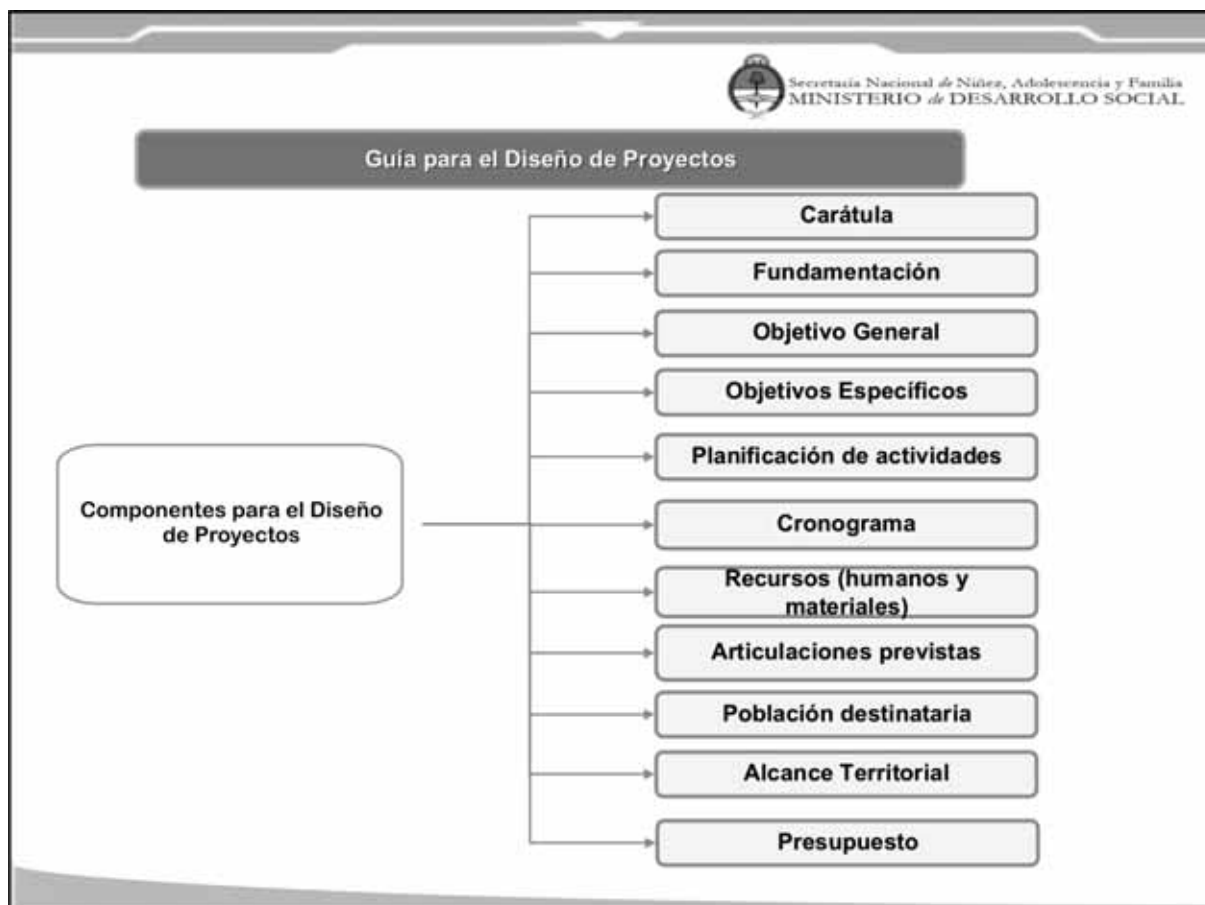 Secretaría Nacional de Niñez, Adolescencia y Familia
MINISTERIO de DESARROLLO SOCIAL
Guía para el Diseño de Proyectos
Componentes para el Diseño
de Proyectos
Carátula
Fundamentación
Objetivo General
Objetivos Específicos
Planificación de actividades
Cronograma
Recursos (humanos y
materiales)
Articulaciones previstas
Población destinataria
Alcance Territorial
Presupuesto